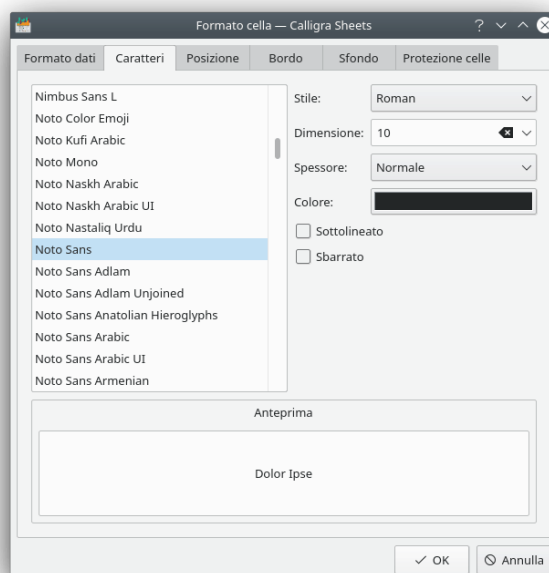 Formato cella — Calligra Sheets
Formato dati Caratteri Posizione Bordo Sfondo Protezione celle
Nimbus Sans L
Noto Color Emoji
Noto Kufi Arabic
Noto Mono
Noto Naskh Arabic
Noto Naskh Arabic UI
Noto Nastaliq Urdu
Noto Sans
Noto Sans Adlam
Noto Sans Adlam Unjoined
Noto Sans Anatolian Hieroglyphs
Noto Sans Arabic
Noto Sans Arabic UI
Noto Sans Armenian
Stile: Roman
Dimensione: 10
Spessore: Normale
Colore:
Sottolineato
Sbarrato
Anteprima
Dolor Ipse
OK Annulla